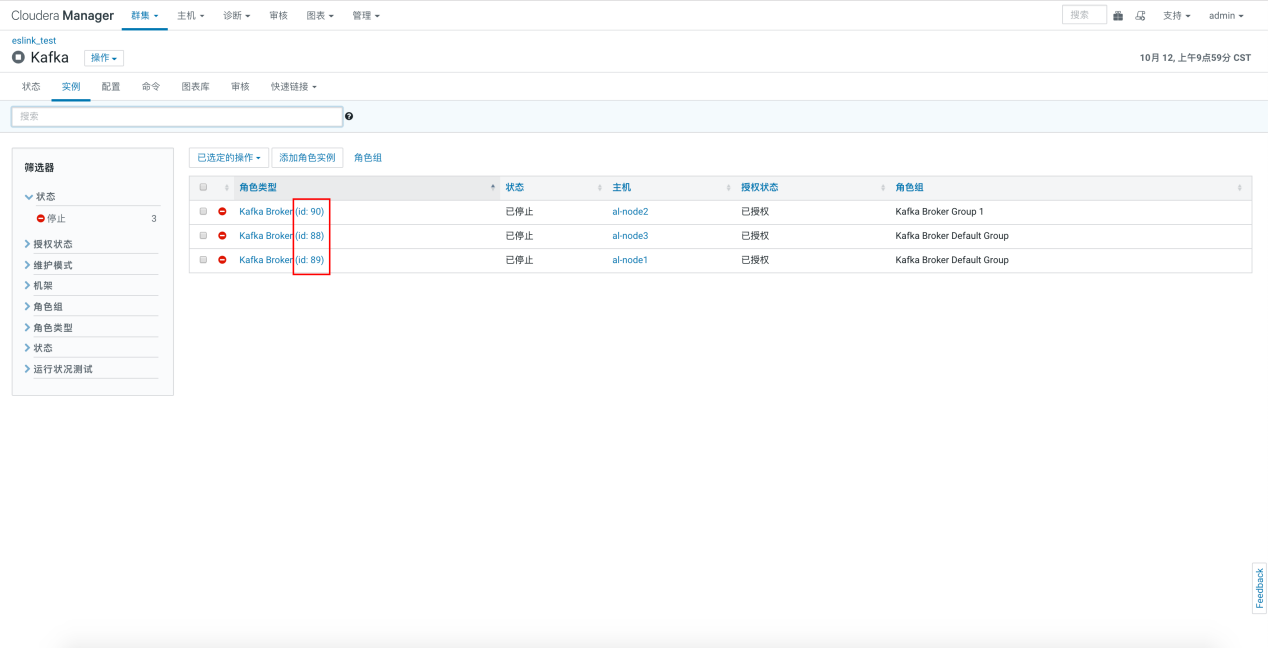 Cloudera Manager 群集 主机 诊断 审核 图表 管理 搜索 支持 admin
eslink_test
Kafka 操作 10月 12, 上午9点59分 CST
状态 实例 配置 命令 图表库 审核 快速链接
搜索
筛选器
状态
停止 3
授权状态
维护模式
机架
角色组
角色类型
状态
运行状况测试
已选定的操作 添加角色实例 角色组
角色类型 状态 主机 授权状态 角色组
Kafka Broker (id: 90) 已停止 al-node2 已授权 Kafka Broker Group 1
Kafka Broker (id: 88) 已停止 al-node3 已授权 Kafka Broker Default Group
Kafka Broker (id: 89) 已停止 al-node1 已授权 Kafka Broker Default Group
Feedback